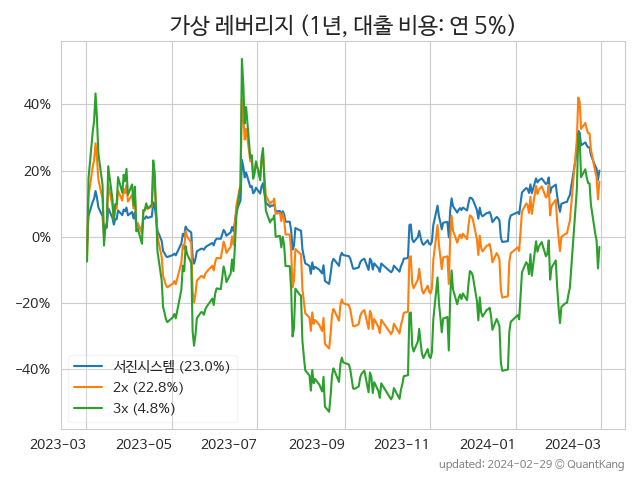 가상 레버리지 (1년, 대출 비용: 연 5%)
40%
20%
0%
−20%
−40%
서진시스템 (23.0%)
2x (22.8%)
3x (4.8%)
2023-03 2023-05 2023-07 2023-09 2023-11 2024-01 2024-03
updated: 2024-02-29 © QuantKang